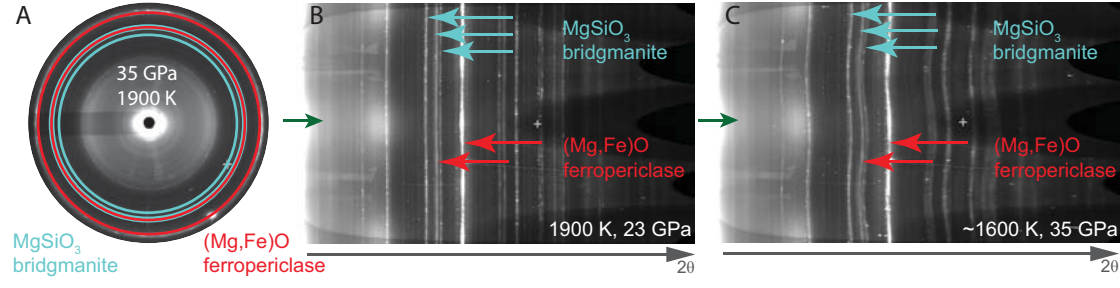 A
35 GPa
1900 K
MgSiO₃
bridgmanite
(Mg,Fe)O
ferropericlase
B
MgSiO₃
bridgmanite
(Mg,Fe)O
ferropericlase
1900 K, 23 GPa
2θ
C
MgSiO₃
bridgmanite
(Mg,Fe)O
ferropericlase
~1600 K, 35 GPa
2θ